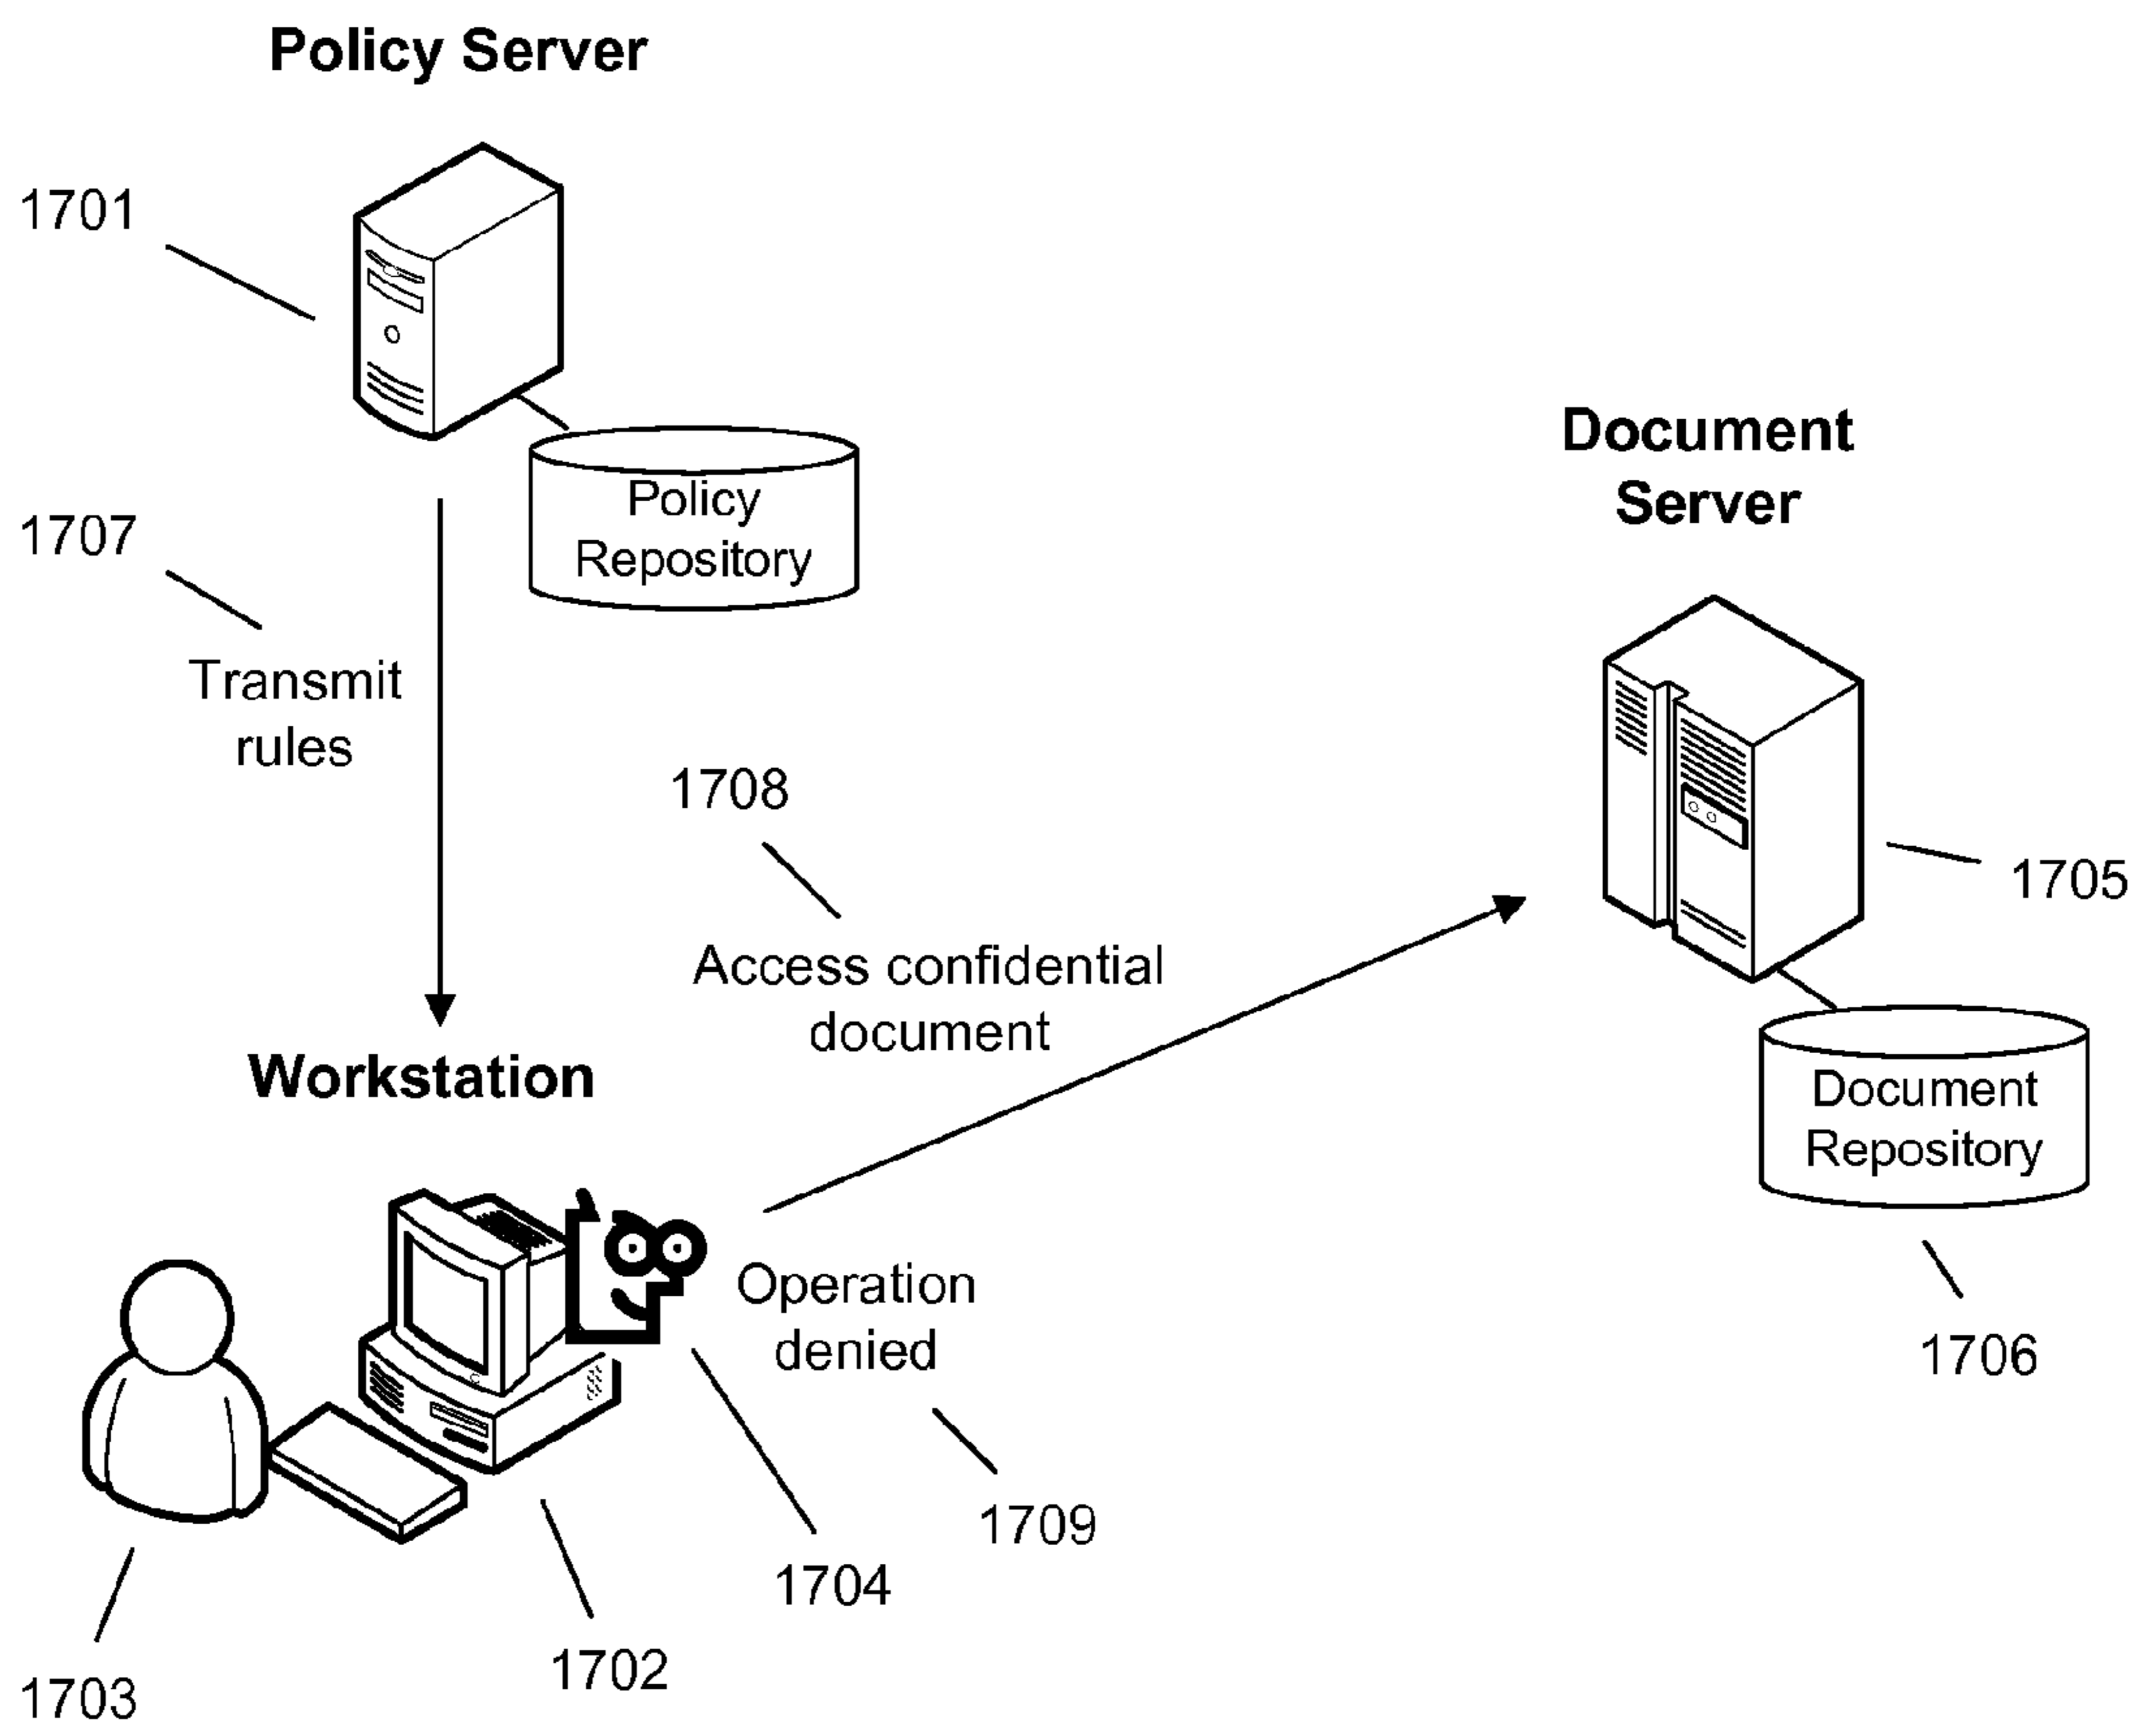 Policy Server
1701
Policy
Repository
1707
Transmit
rules
Document
Server
1708
1705
Access confidential
document
Workstation
Document
Repository
Operation
denied
1706
1709
1704
1702
1703